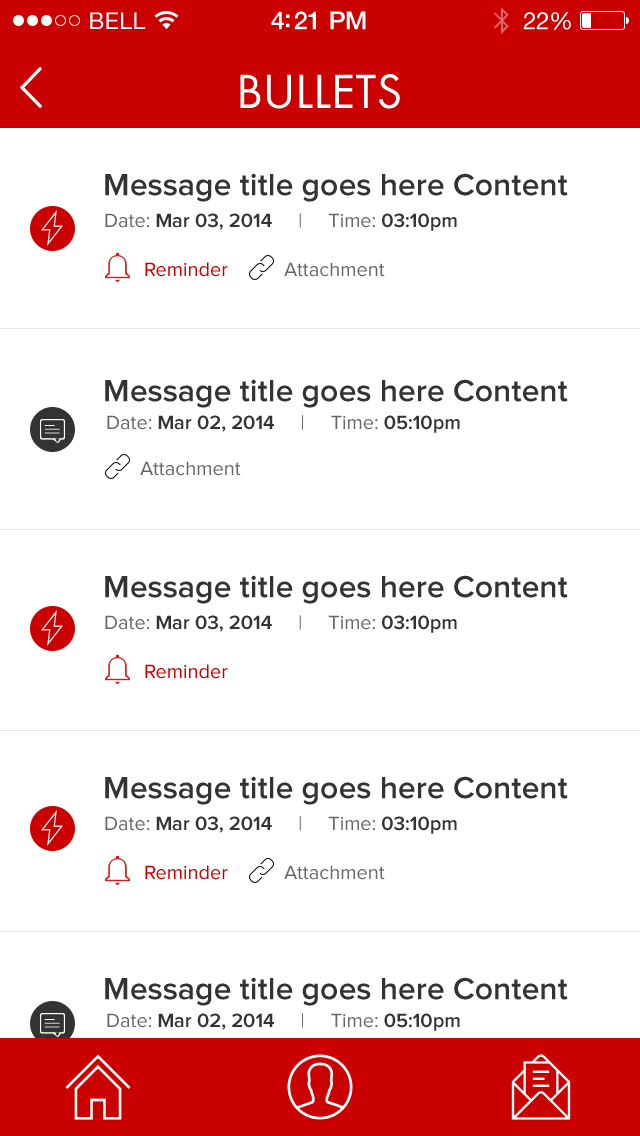 BELL 4:21 PM 22%
BULLETS
Message title goes here Content
Date: Mar 03, 2014 | Time: 03:10pm
Reminder Attachment
Message title goes here Content
Date: Mar 02, 2014 | Time: 05:10pm
Attachment
Message title goes here Content
Date: Mar 03, 2014 | Time: 03:10pm
Reminder
Message title goes here Content
Date: Mar 03, 2014 | Time: 03:10pm
Reminder Attachment
Message title goes here Content
Date: Mar 02, 2014 | Time: 05:10pm